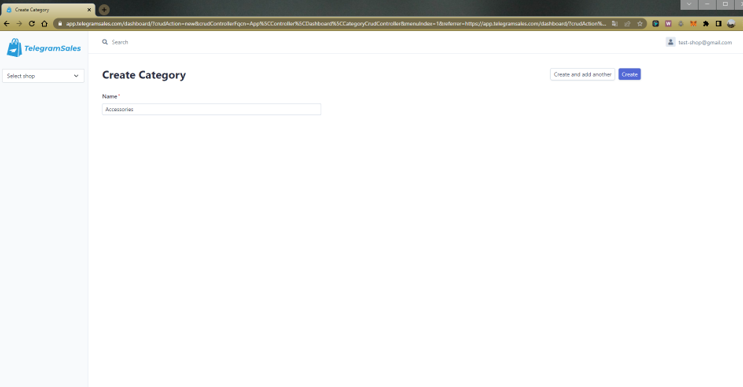 Create Category
app.telegramsales.com/dashboard/?crudAction=new&crudControllerFqcn=App%5CController%5CDashboard%5CCategoryCrudController&menuIndex=1&referrer=https://app.telegramsales.com/dashboard/?crudAction%...
TelegramSales
Search
test-shop@gmail.com
Select shop
Create Category
Create and add another
Create
Name*
Accessories